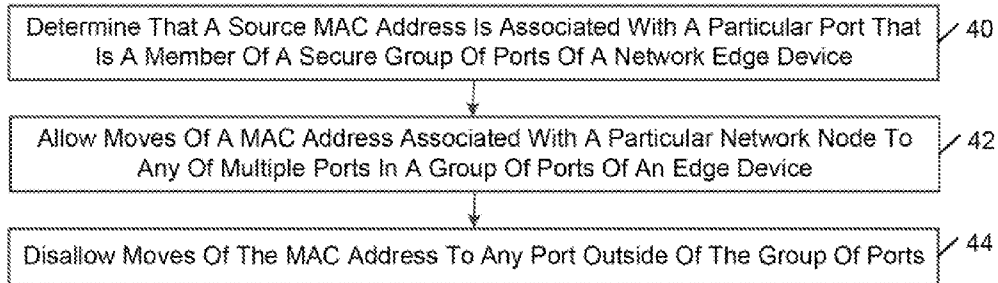 Determine That A Source MAC Address Is Associated With A Particular Port That
Is A Member Of A Secure Group Of Ports Of A Network Edge Device
40
Allow Moves Of A MAC Address Associated With A Particular Network Node To
Any Of Multiple Ports In A Group Of Ports Of An Edge Device
42
Disallow Moves Of The MAC Address To Any Port Outside Of The Group Of Ports
44